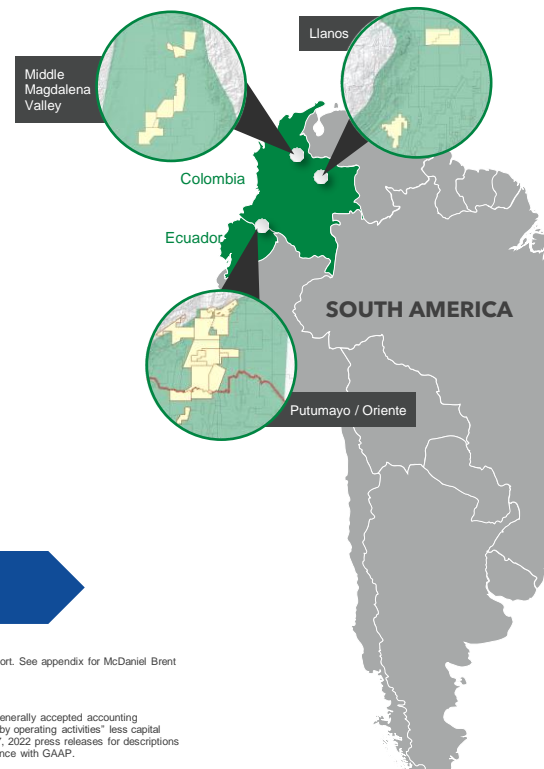 Llanos
Middle
Magdalena
Valley
Colombia
Ecuador
SOUTH AMERICA
Putumayo / Oriente
ort. See appendix for McDaniel Brent
enerally accepted accounting
by operating activities” less capital
, 2022 press releases for descriptions
nce with GAAP.